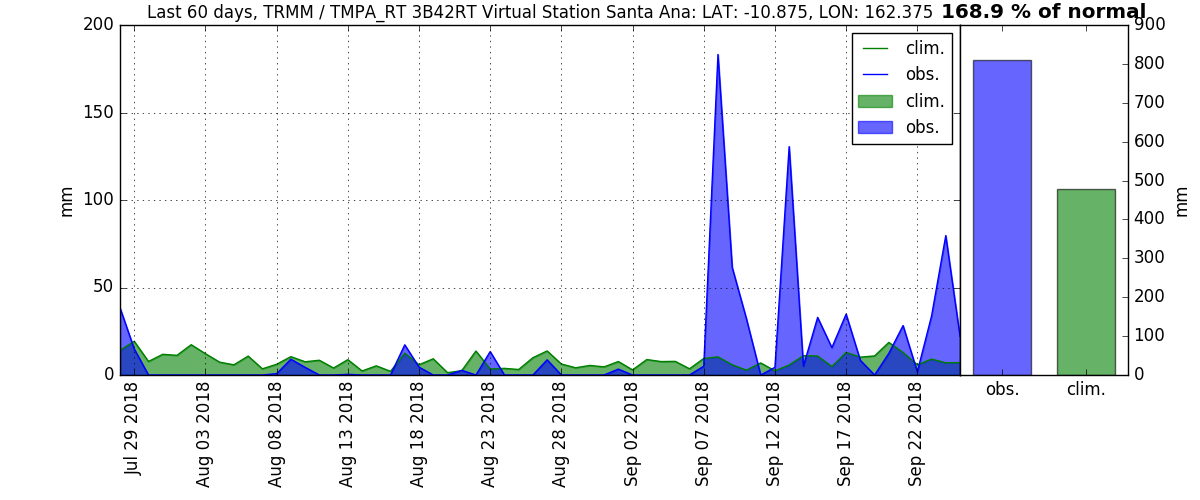 Last 60 days, TRMM / TMPA_RT 3B42RT Virtual Station Santa Ana: LAT: -10.875, LON: 162.375 168.9 % of normal
200
150
100
50
0
mm
clim.
obs.
clim.
obs.
900
800
700
600
500
400
300
200
100
0
mm
obs.
clim.
Jul 29 2018
Aug 03 2018
Aug 08 2018
Aug 13 2018
Aug 18 2018
Aug 23 2018
Aug 28 2018
Sep 02 2018
Sep 07 2018
Sep 12 2018
Sep 17 2018
Sep 22 2018